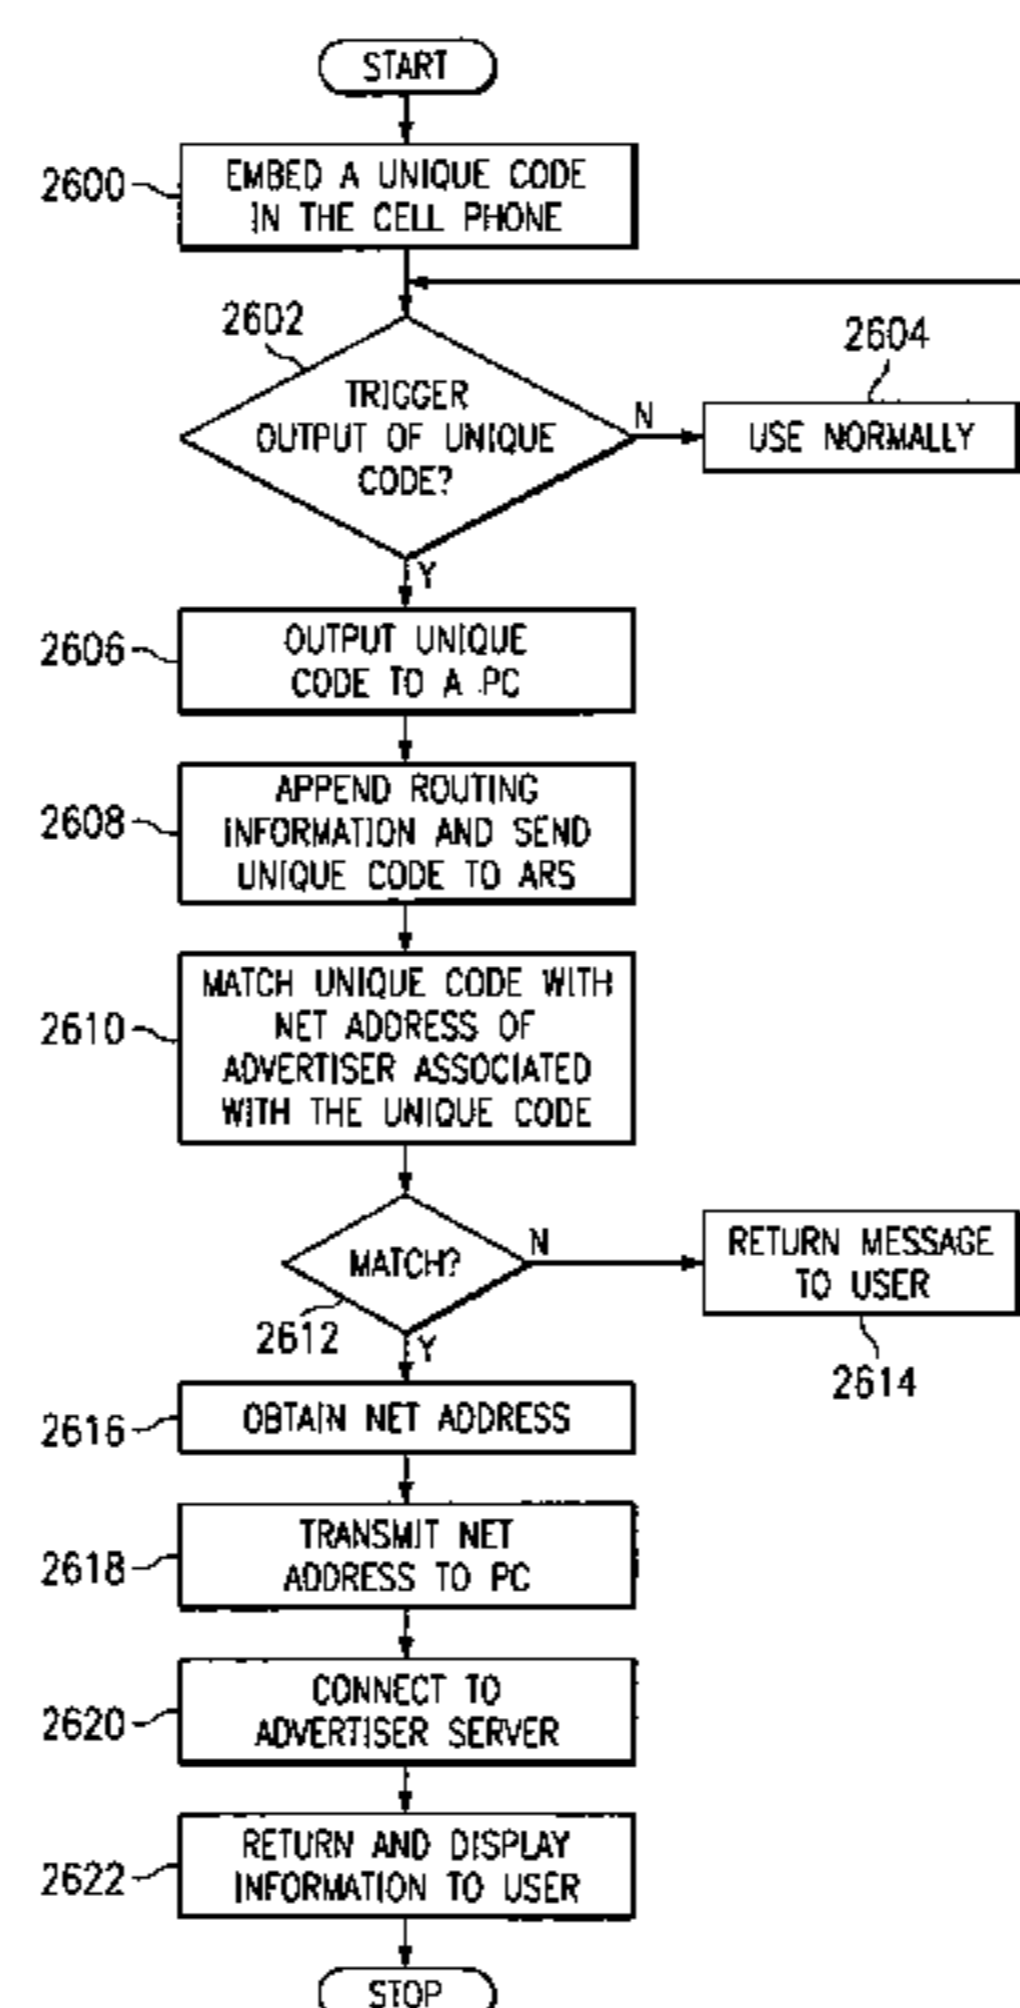 START
2600
EMBED A UNIQUE CODE
IN THE CELL PHONE
2602
TRIGGER
OUTPUT OF UNIQUE
CODE?
N
2604
USE NORMALLY
Y
2606
OUTPUT UNIQUE
CODE TO A PC
2608
APPEND ROUTING
INFORMATION AND SEND
UNIQUE CODE TO ARS
2610
MATCH UNIQUE CODE WITH
NET ADDRESS OF
ADVERTISER ASSOCIATED
WITH THE UNIQUE CODE
MATCH?
N
2612
Y
RETURN MESSAGE
TO USER
2614
2616
OBTAIN NET ADDRESS
2618
TRANSMIT NET
ADDRESS TO PC
2620
CONNECT TO
ADVERTISER SERVER
2622
RETURN AND DISPLAY
INFORMATION TO USER
STOP